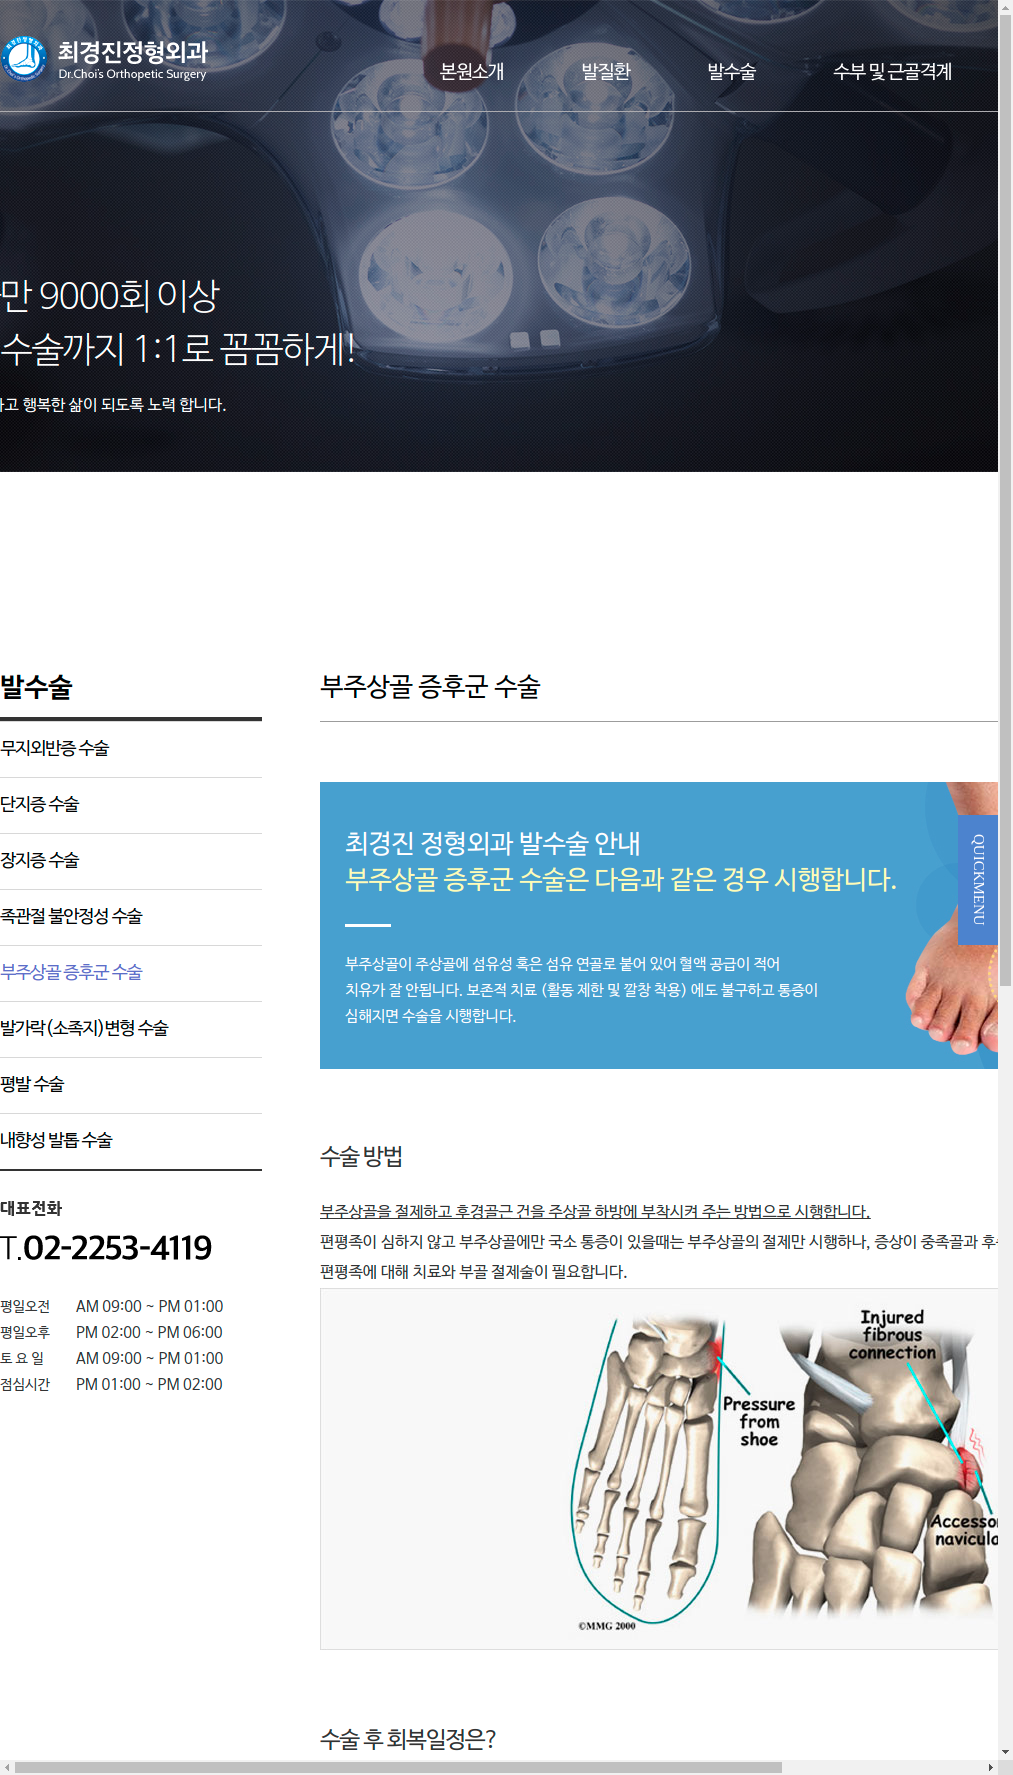 최경진정형외과
Dr.Choi's Orthopetic Surgery
본원소개
발질환
발수술
수부 및 근골격계
만 9000회 이상
수술까지 1:1로 꼼꼼하게!
고 행복한 삶이 되도록 노력 합니다.
발수술
무지외반증 수술
단지증 수술
장지증 수술
족관절 불안정성 수술
부주상골 증후군 수술
발가락(소족지)변형 수술
평발 수술
내향성 발톱 수술
대표전화
T.02-2253-4119
평일오전 AM 09:00 ~ PM 01:00
평일오후 PM 02:00 ~ PM 06:00
토 요 일 AM 09:00 ~ PM 01:00
점심시간 PM 01:00 ~ PM 02:00
부주상골 증후군 수술
최경진 정형외과 발수술 안내
부주상골 증후군 수술은 다음과 같은 경우 시행합니다.
부주상골이 주상골에 섬유성 혹은 섬유 연골로 붙어 있어 혈액 공급이 적어
치유가 잘 안됩니다. 보존적 치료 (활동 제한 및 깔창 착용) 에도 불구하고 통증이
심해지면 수술을 시행합니다.
QUICKMENU
수술 방법
부주상골을 절제하고 후경골근 건을 주상골 하방에 부착시켜 주는 방법으로 시행합니다.
편평족이 심하지 않고 부주상골에만 국소 통증이 있을때는 부주상골의 절제만 시행하나, 증상이 중족골과
편평족에 대해 치료와 부골 절제술이 필요합니다.
Injured
fibrous
connection
Pressure
from
shoe
Accesso
navicul
©MMG 2000
수술 후 회복일정은?